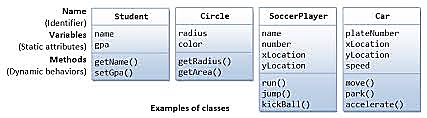 Name
(Identifier)
Variables
(Static attributes)
Methods
(Dynamic behaviors)
Student
name
gpa
getName()
setGpa()
Circle
radius
color
getRadius()
getArea()
SoccerPlayer
name
number
xLocation
yLocation
run()
jump()
kickBall()
Car
plateNumber
xLocation
yLocation
speed
move()
park()
accelerate()
Examples of classes